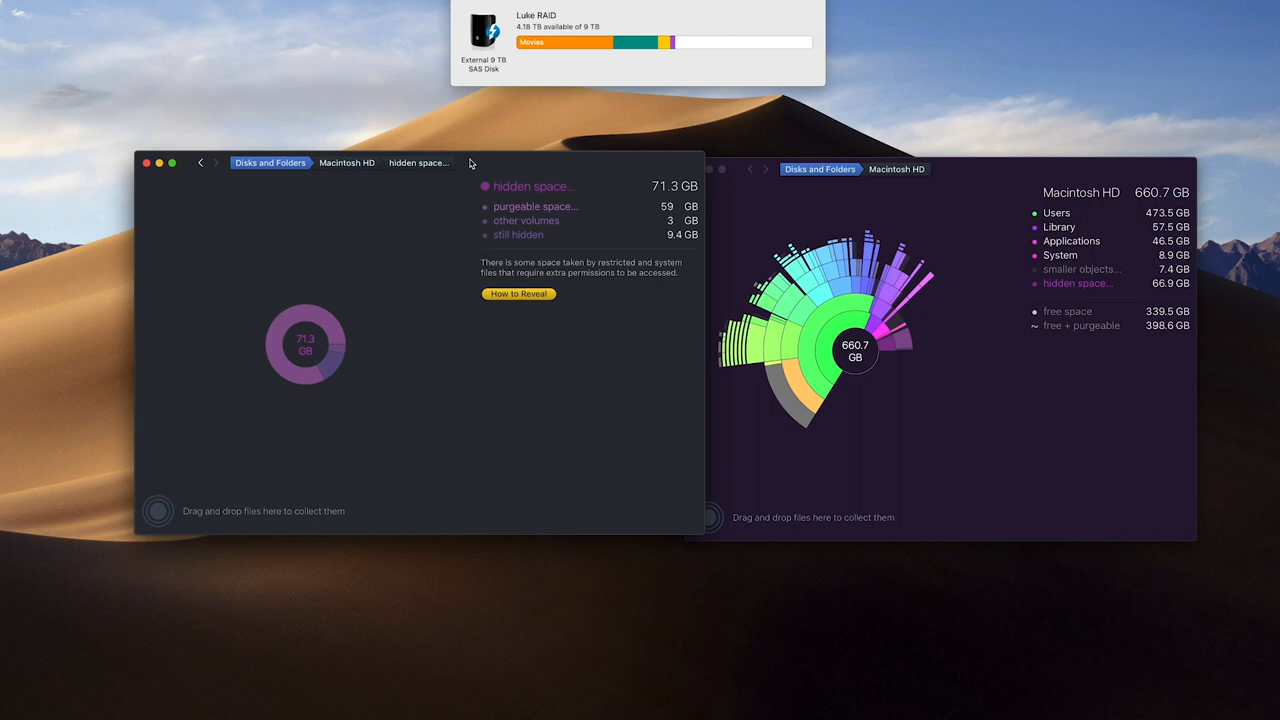 Luke RAID
4.18 TB available of 9 TB
Movies
External 9 TB
SAS Disk
Disks and Folders
Macintosh HD
hidden space...
hidden space... 71.3 GB
purgeable space... 59 GB
other volumes 3 GB
still hidden 9.4 GB
There is some space taken by restricted and system
files that require extra permissions to be accessed.
How to Reveal
71.3
GB
Drag and drop files here to collect them
Disks and Folders
Macintosh HD
Macintosh HD 660.7 GB
Users 473.5 GB
Library 57.5 GB
Applications 46.5 GB
System 8.9 GB
smaller objects... 7.4 GB
hidden space... 66.9 GB
free space 339.5 GB
~ free + purgeable 398.6 GB
660.7
GB
Drag and drop files here to collect them